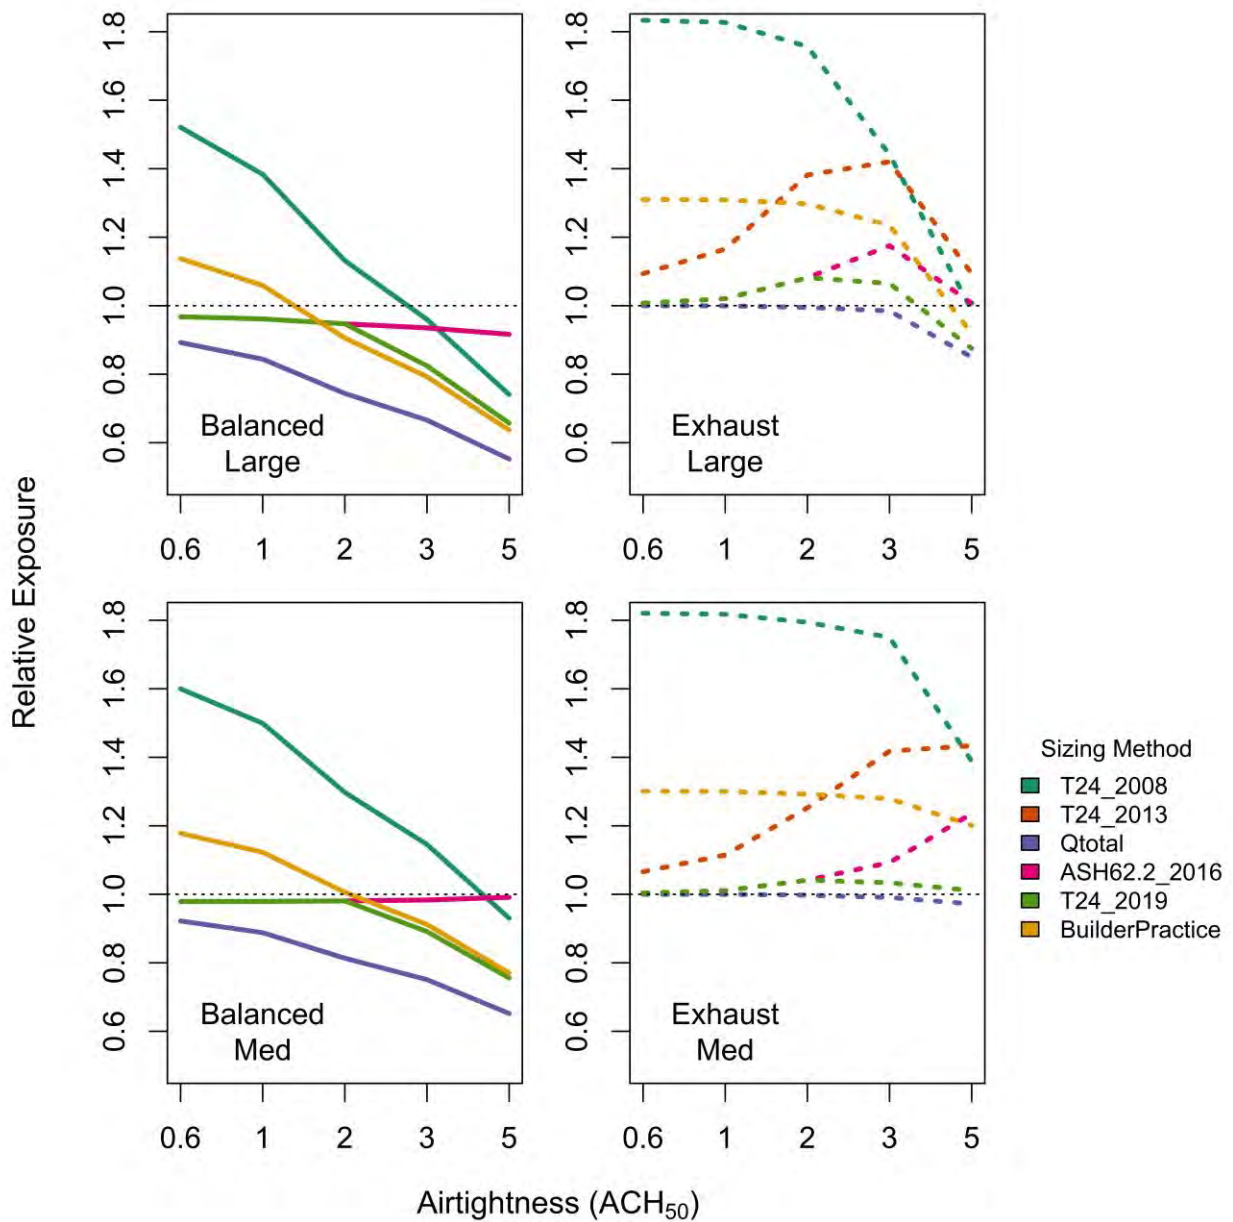 Relative Exposure
1.8
1.6
1.4
1.2
1.0
0.8
0.6
Balanced
Large
0.6 1 2 3 5
1.8
1.6
1.4
1.2
1.0
0.8
0.6
Exhaust
Large
0.6 1 2 3 5
1.8
1.6
1.4
1.2
1.0
0.8
0.6
Balanced
Med
0.6 1 2 3 5
1.8
1.6
1.4
1.2
1.0
0.8
0.6
Exhaust
Med
0.6 1 2 3 5
Airtightness (ACH₅₀)
Sizing Method
T24_2008
T24_2013
Qtotal
ASH62.2_2016
T24_2019
BuilderPractice